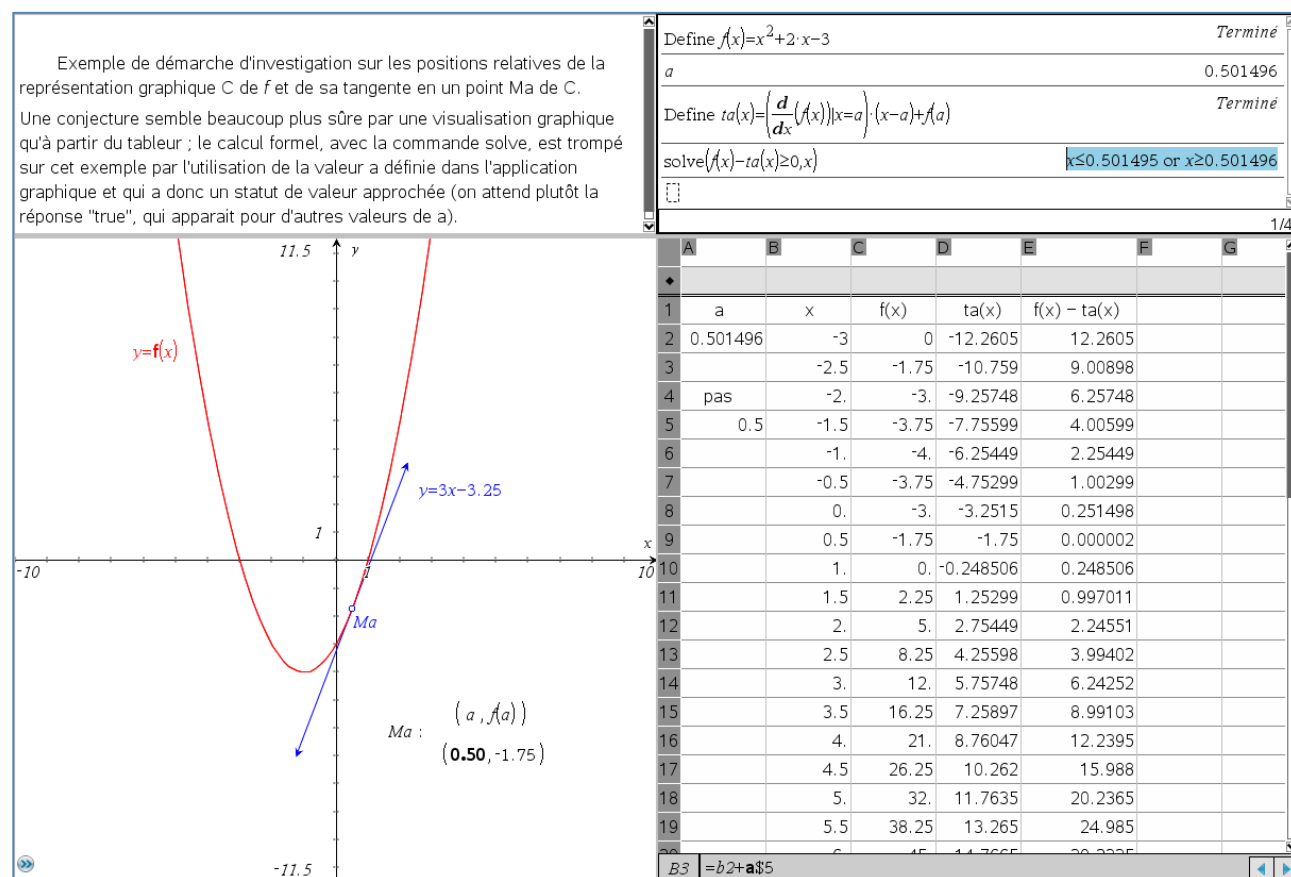 Exemple de démarche d'investigation sur les positions relatives de la
représentation graphique C de f et de sa tangente en un point Ma de C.
Une conjecture semble beaucoup plus sûre par une visualisation graphique
qu'à partir du tableur ; le calcul formel, avec la commande solve, est trompé
sur cet exemple par l'utilisation de la valeur a définie dans l'application
graphique et qui a donc un statut de valeur approchée (on attend plutôt la
réponse "true", qui apparait pour d'autres valeurs de a).
Define f(x)=x²+2·x−3 Terminé
a 0.501496
Define ta(x)=(d/dx(f(x))|x=a)·(x−a)+f(a) Terminé
solve(f(x)−ta(x)≥0,x) x≤0.501495 or x≥0.501496
1/4
11.5 y
y=f(x)
y=3x−3.25
1
x
-10 1 10
Ma
Ma : (a ,f(a))
(0.50,-1.75)
-11.5
A B C D E F G
◆
1 a x f(x) ta(x) f(x) − ta(x)
2 0.501496 -3 0 -12.2605 12.2605
3 -2.5 -1.75 -10.759 9.00898
4 pas -2. -3. -9.25748 6.25748
5 0.5 -1.5 -3.75 -7.75599 4.00599
6 -1. -4. -6.25449 2.25449
7 -0.5 -3.75 -4.75299 1.00299
8 0. -3. -3.2515 0.251498
9 0.5 -1.75 -1.75 0.000002
10 1. 0. -0.248506 0.248506
11 1.5 2.25 1.25299 0.997011
12 2. 5. 2.75449 2.24551
13 2.5 8.25 4.25598 3.99402
14 3. 12. 5.75748 6.24252
15 3.5 16.25 7.25897 8.99103
16 4. 21. 8.76047 12.2395
17 4.5 26.25 10.262 15.988
18 5. 32. 11.7635 20.2365
19 5.5 38.25 13.265 24.985
B3 =b2+a$5